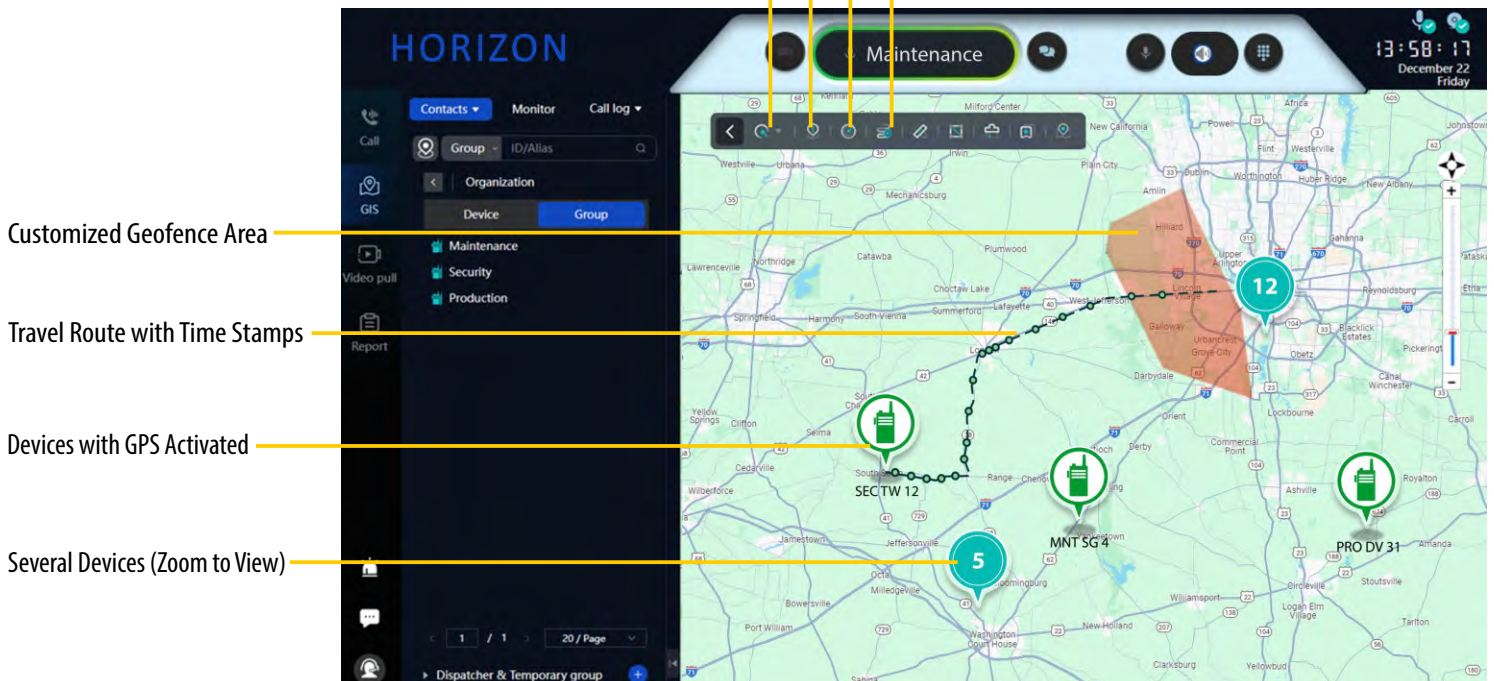 HORIZON
Maintenance
13:58:17
December 22
Friday
Call
GIS
Video pull
Report
Contacts
Monitor
Call log
Group
ID/Alias
Organization
Device
Group
Maintenance
Security
Production
1 / 1
20 / Page
Dispatcher & Temporary group
Customized Geofence Area
Travel Route with Time Stamps
Devices with GPS Activated
Several Devices (Zoom to View)
Milford Center
New California
Powell
Africa
Johnstown
Flint
Westerville
Westville
Urbana
Irwin
Plain City
Dublin
Worthington
Huber Ridge
New Albany
Mechanicsburg
Amlin
Hilliard
Gahanna
Plumwood
Upper
Arlington
Northridge
Catawba
Lawrenceville
Choctaw Lake
Lincoln
Village
12
Reynoldsburg
Etna
Springfield
Harmony
South Vienna
Summerford
Lafayette
West Jefferson
Galloway
Urbancrest
Grove City
Blacklick
Estates
Obetz
Darbydale
Canal
Winchester
Lockbourne
Orient
Carroll
Yellow
Springs
Clifton
Selma
Derby
Commercial
Point
Cedarville
Range
SEC TW 12
Wilberforce
Ashville
Royalton
MNT SG 4
PRO DV 31
Amanda
Jamestown
Jeffersonville
5
Octa
Milledgeville
Circleville
Stoutsville
Bowersville
Williamsport
Logan Elm
Village
Port William
Washington
Court House
New Holland
Tarlton
Clarksburg
Yellowbud
Sabina